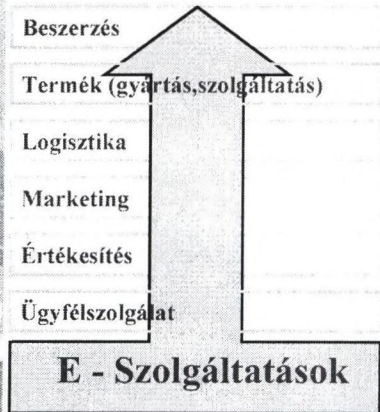 Beszerzés
Termék (gyártás,szolgáltatás)
Logisztika
Marketing
Értékesítés
Ügyfélszolgálat
E - Szolgáltatások